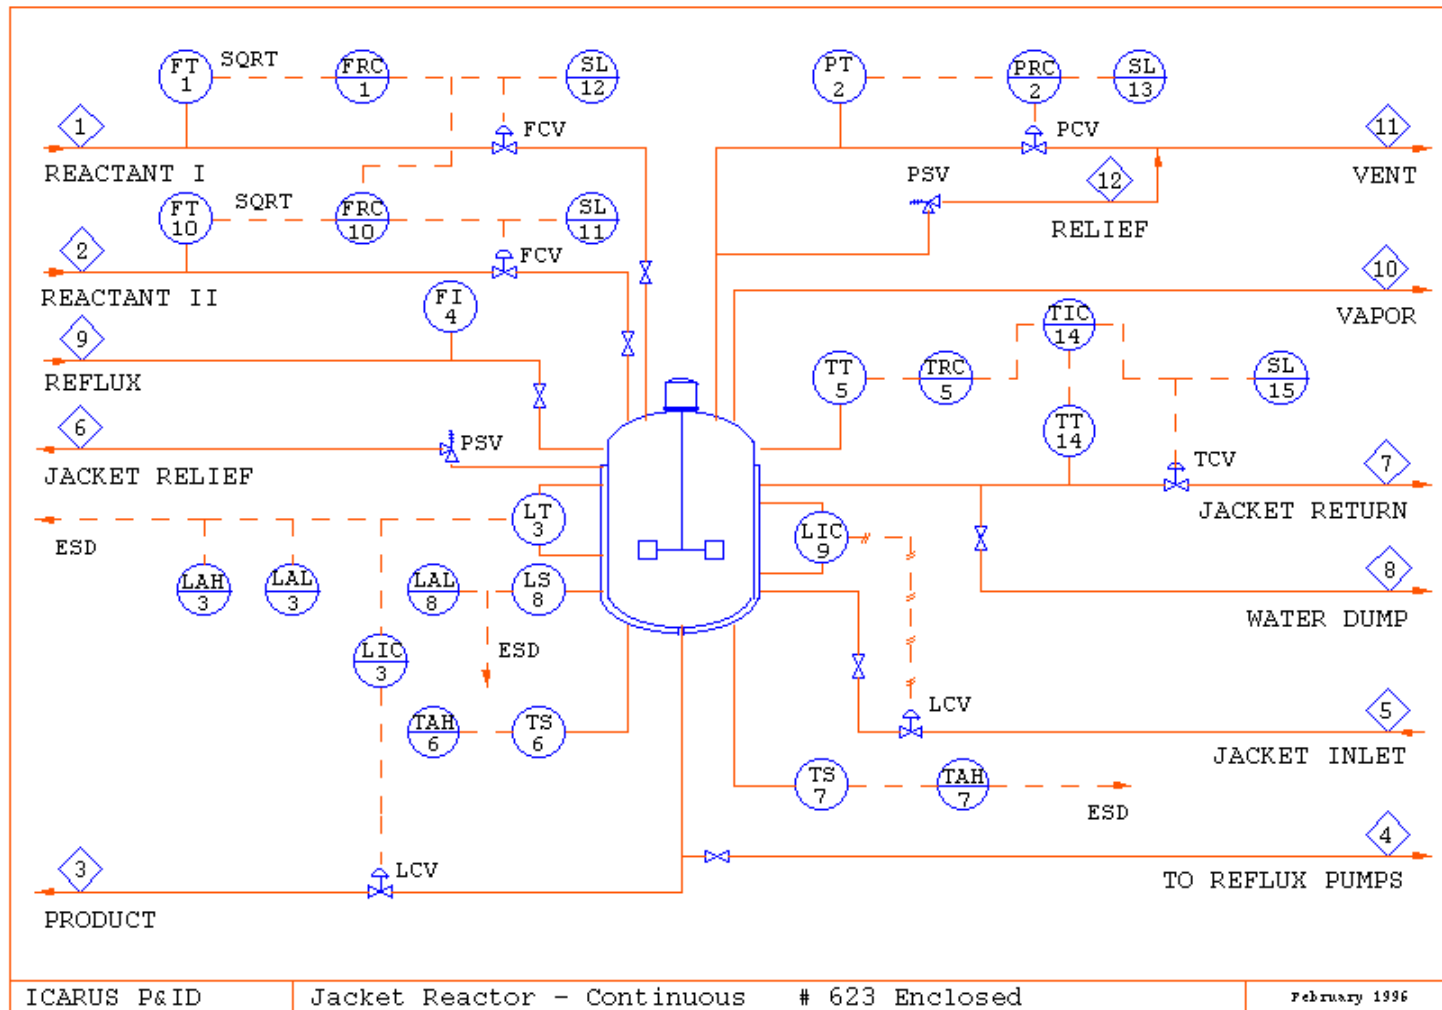 FT 1
SQRT
FRC 1
SL 12
PT 2
PRC 2
SL 13
1
FCV
PCV
11
REACTANT I
PSV
12
VENT
FT 10
SQRT
FRC 10
SL 11
RELIEF
2
FCV
10
REACTANT II
FI 4
VAPOR
9
TIC 14
REFLUX
TT 5
TRC 5
SL 15
6
PSV
TT 14
TCV
7
JACKET RELIEF
JACKET RETURN
LT 3
LIC 9
ESD
LAH 3
LAL 3
LAL 8
LS 8
8
WATER DUMP
ESD
LIC 3
TAH 6
TS 6
LCV
5
JACKET INLET
TS 7
TAH 7
ESD
3
LCV
4
TO REFLUX PUMPS
PRODUCT
ICARUS P&ID
Jacket Reactor - Continuous # 623 Enclosed
February 1996